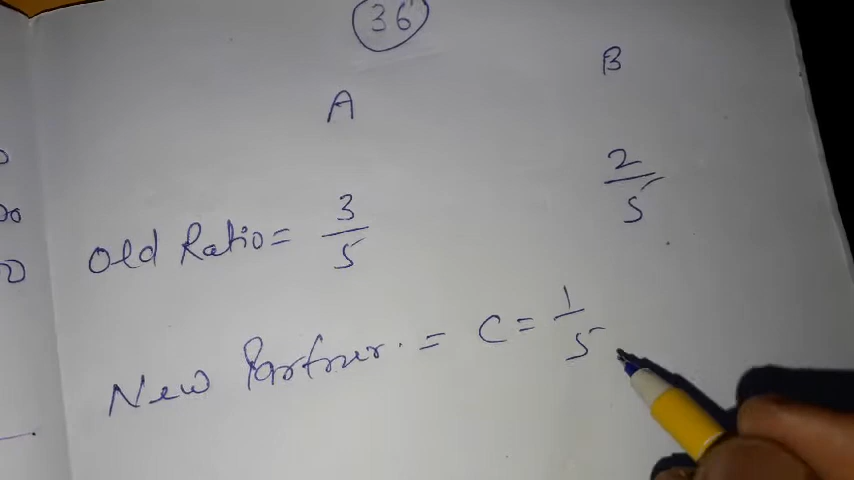 36
A B
Old Ratio = 3/5 2/5
New Partner. = C = 1/5